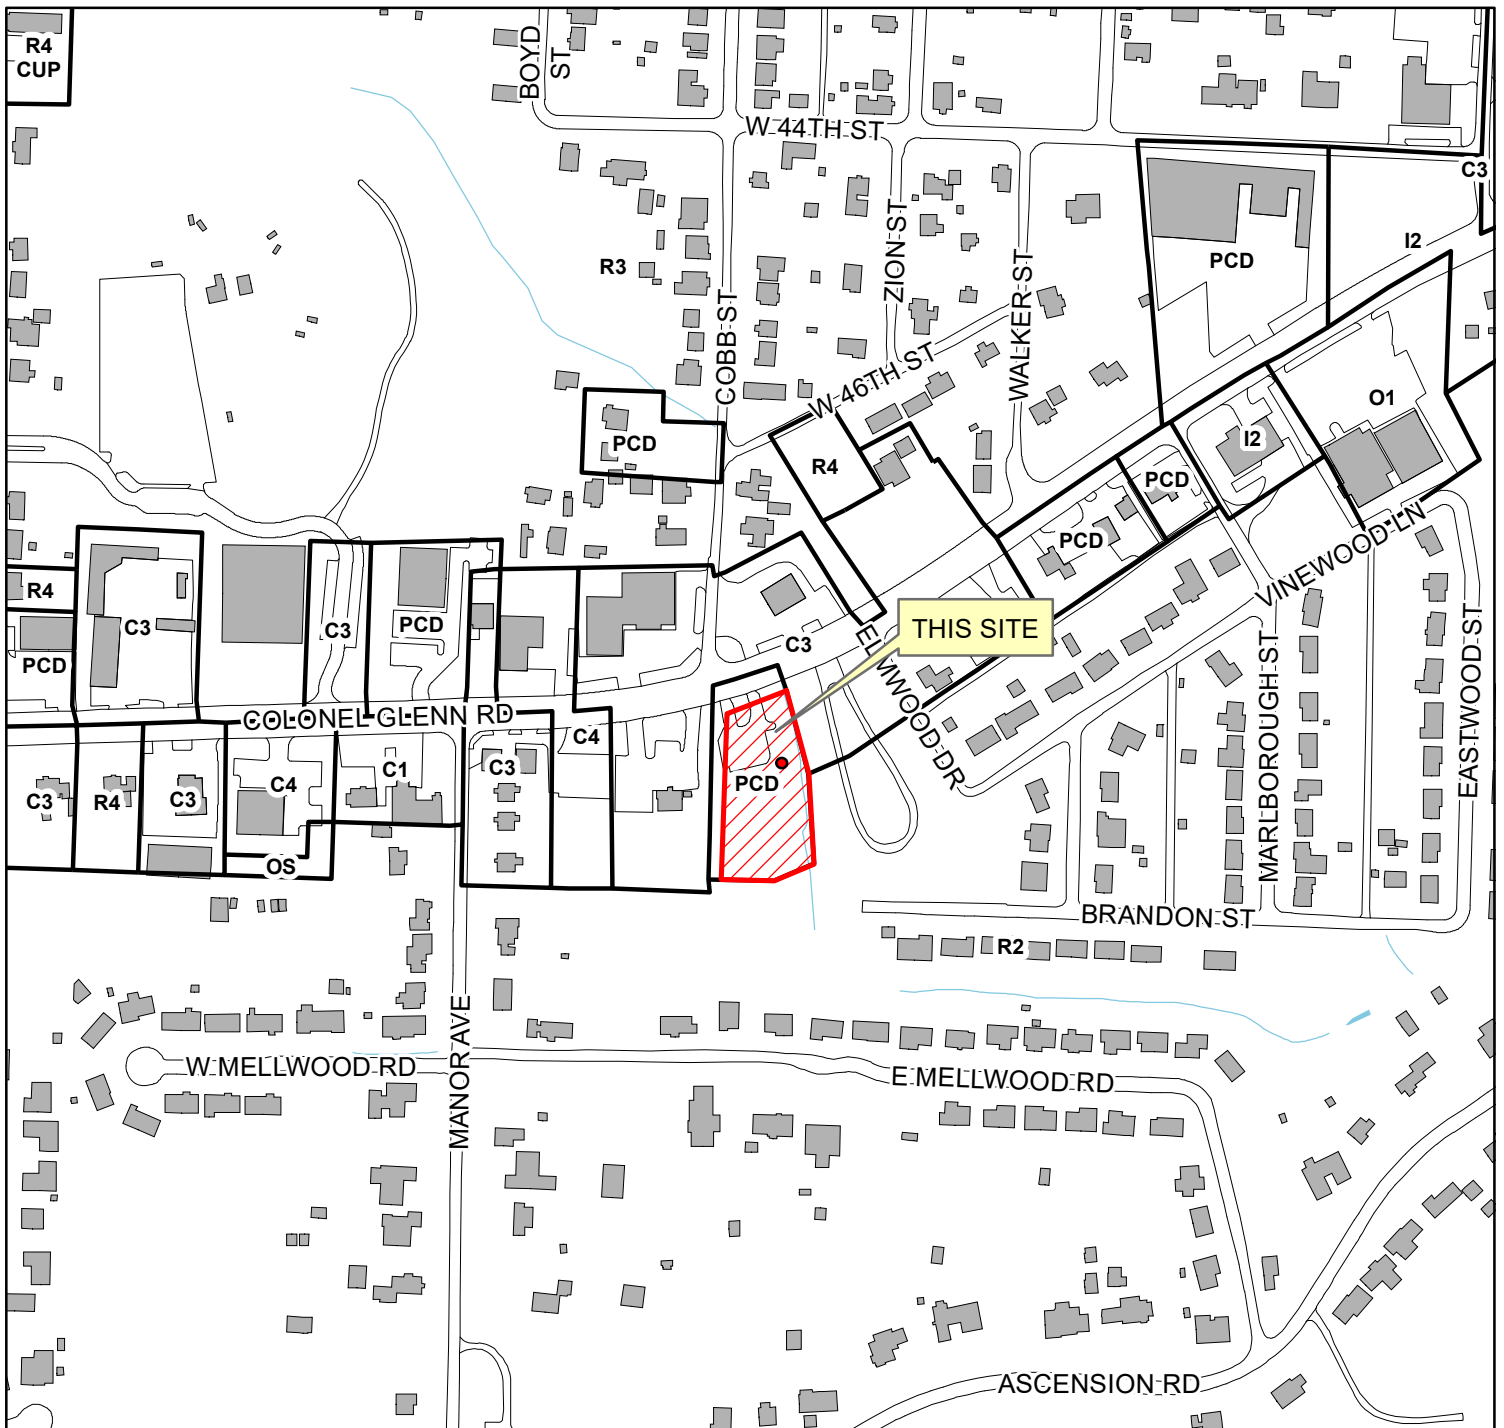 R4
CUP
BOYD
ST
W 44TH ST
C3
I2
PCD
R3
ZION ST
WALKER ST
COBB ST
W 46TH ST
O1
PCD
R4
I2
PCD
PCD
VINEWOOD LN
R4
C3
C3
PCD
PCD
C3
ELMWOOD DR
THIS SITE
MARLBOROUGH ST
EASTWOOD ST
COLONEL GLENN RD
C4
C3
R4
C3
C4
C1
C3
PCD
OS
BRANDON ST
R2
MANOR AVE
W MELLWOOD RD
E MELLWOOD RD
ASCENSION RD